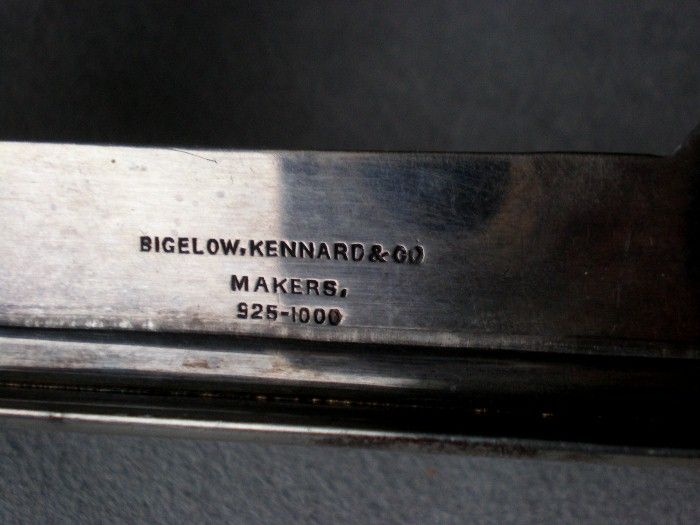 BIGELOW, KENNARD & CO
MAKERS.
925-1000